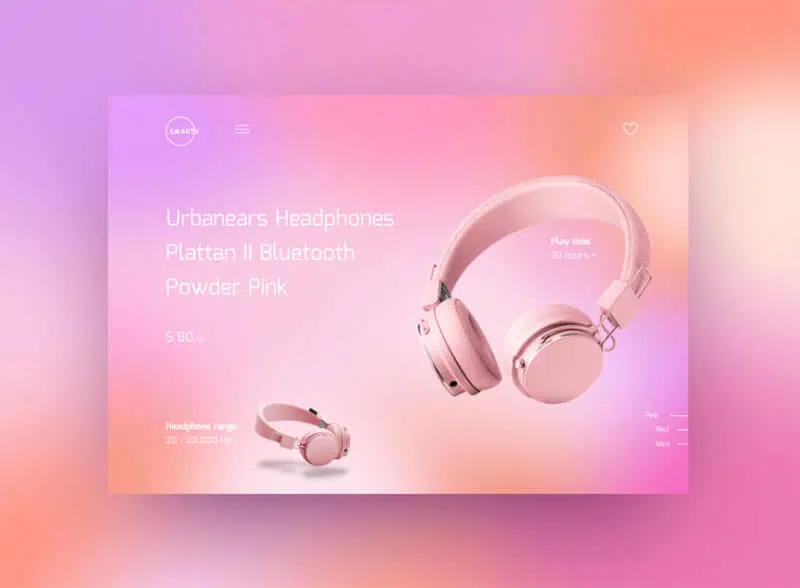 SMARTS
Urbanears Headphones
Plattan II Bluetooth
Powder Pink
Play time
30 hours +
$ 80.
Headphone range
20 - 20.000 Hz
Pink
Red
Mint